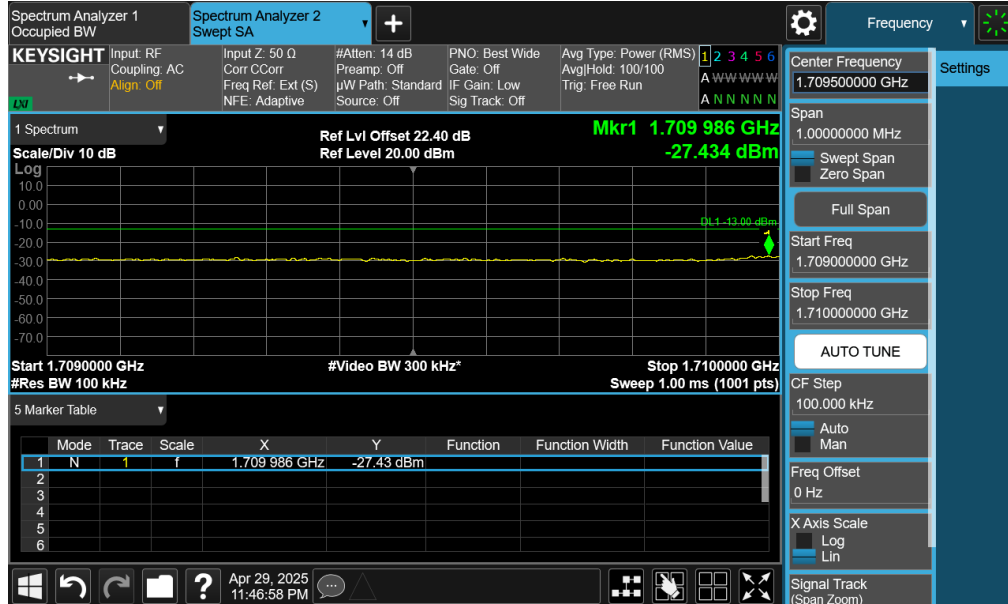 Spectrum Analyzer 1
Occupied BW
Spectrum Analyzer 2
Swept SA
+
Frequency
KEYSIGHT
LXI
Input: RF
Coupling: AC
Align: Off
Input Z: 50 Ω
Corr CCorr
Freq Ref: Ext (S)
NFE: Adaptive
#Atten: 14 dB
Preamp: Off
µW Path: Standard
Source: Off
PNO: Best Wide
Gate: Off
IF Gain: Low
Sig Track: Off
Avg Type: Power (RMS)
Avg|Hold: 100/100
Trig: Free Run
1 2 3 4 5 6
A W W W W W
A N N N N N
1 Spectrum
Scale/Div 10 dB
Ref Lvl Offset 22.40 dB
Ref Level 20.00 dBm
Mkr1 1.709 986 GHz
-27.434 dBm
Log
10.0
0.00
-10.0
-20.0
-30.0
-40.0
-50.0
-60.0
-70.0
DL1 -13.00 dBm
1
Start 1.7090000 GHz
#Res BW 100 kHz
#Video BW 300 kHz*
Stop 1.7100000 GHz
Sweep 1.00 ms (1001 pts)
5 Marker Table
Mode Trace Scale X Y Function Function Width Function Value
1 N 1 f 1.709 986 GHz -27.43 dBm
2
3
4
5
6
?
Apr 29, 2025
11:46:58 PM
Center Frequency
1.709500000 GHz
Span
1.00000000 MHz
Swept Span
Zero Span
Full Span
Start Freq
1.709000000 GHz
Stop Freq
1.710000000 GHz
AUTO TUNE
CF Step
100.000 kHz
Auto
Man
Freq Offset
0 Hz
X Axis Scale
Log
Lin
Signal Track
(Span Zoom)
Settings